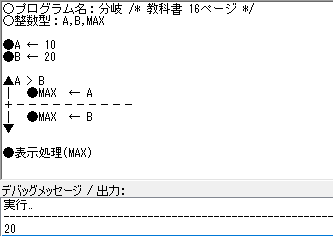 ○プログラム名：分岐 /* 教科書 16ページ */
○整数型：A,B,MAX
●A ← 10
●B ← 20
▲A > B
| ●MAX ← A
+----------------
| ●MAX ← B
▼
●表示処理(MAX)
デバッグメッセージ / 出力:
実行..
------------------------------------------------
20